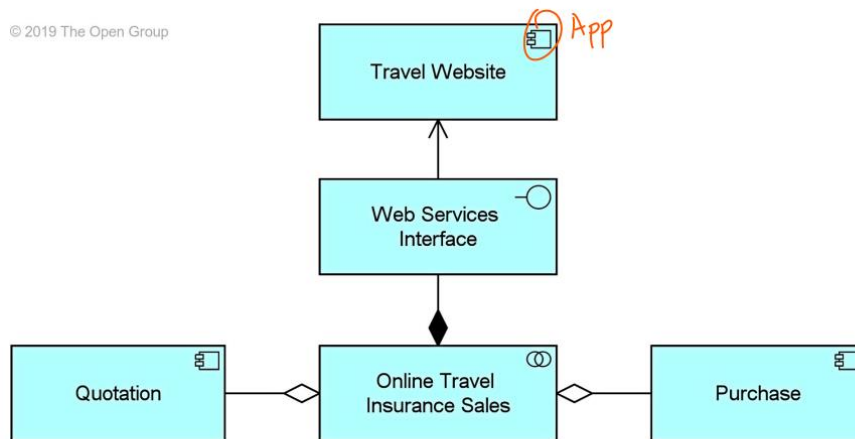 © 2019 The Open Group
App
Travel Website
Web Services
Interface
Quotation
Online Travel
Insurance Sales
Purchase